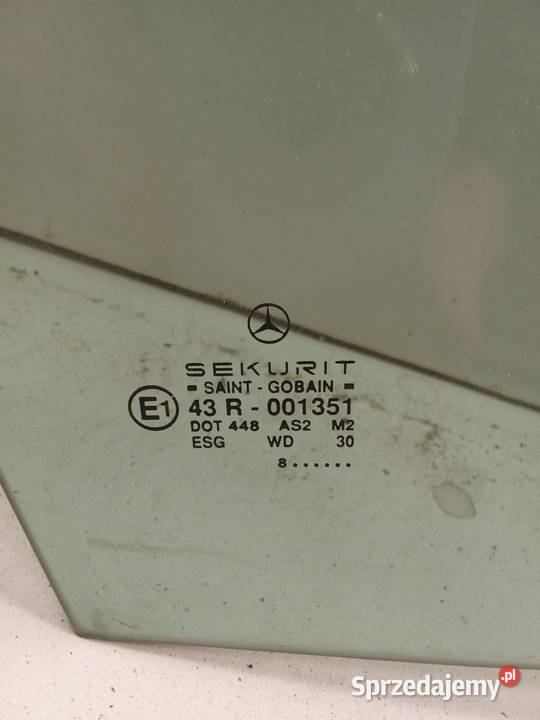 SEKURIT
SAINT - GOBAIN
E1 43 R - 001351
DOT 448 AS2 M2
ESG WD 30
8......
Sprzedajemy.pl